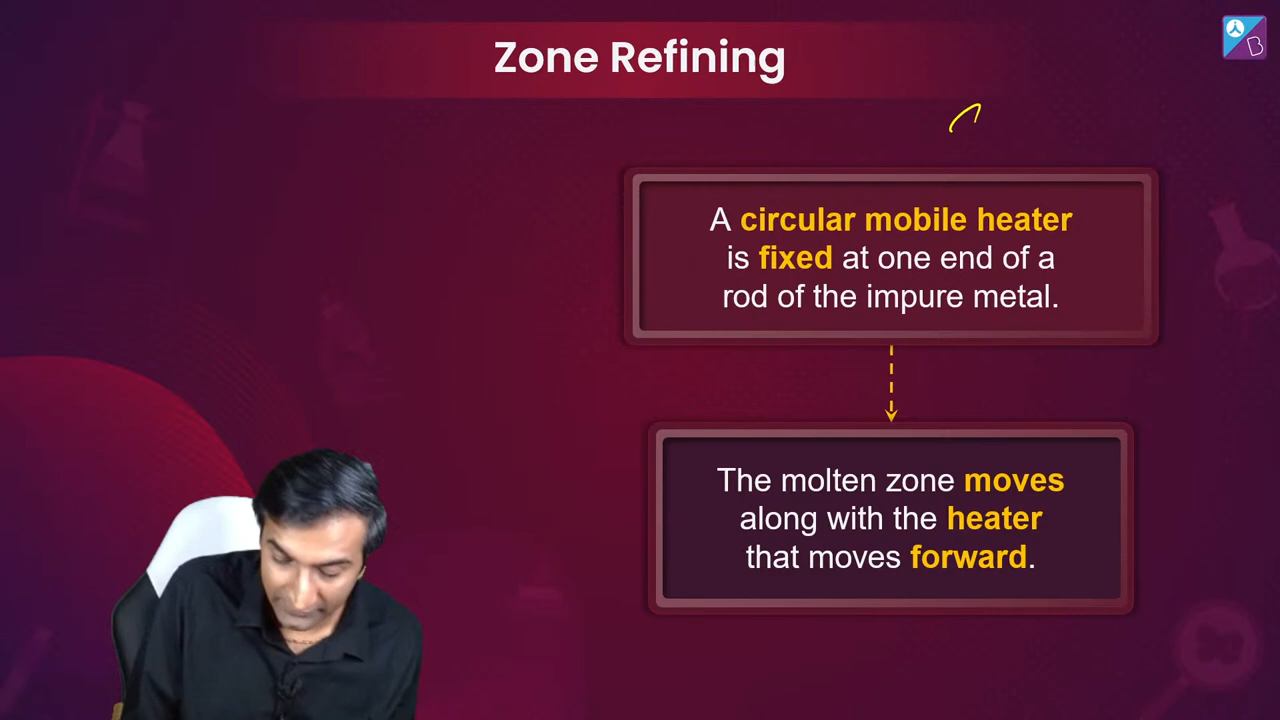 Zone Refining
A circular mobile heater
is fixed at one end of a
rod of the impure metal.
The molten zone moves
along with the heater
that moves forward.